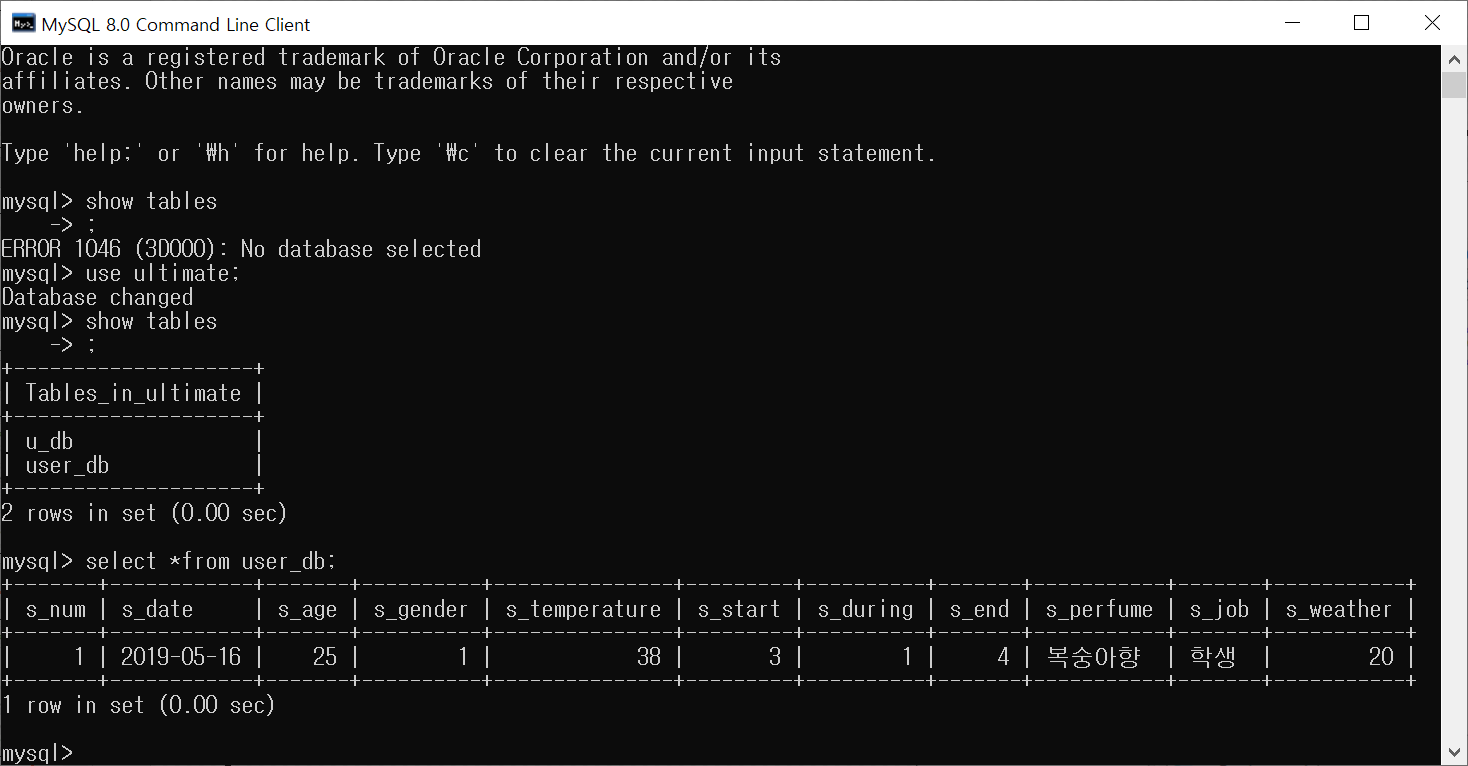 MySQL 8.0 Command Line Client
Oracle is a registered trademark of Oracle Corporation and/or its
affiliates. Other names may be trademarks of their respective
owners.
Type 'help;' or '₩h' for help. Type '₩c' to clear the current input statement.
mysql> show tables
    -> ;
ERROR 1046 (3D000): No database selected
mysql> use ultimate;
Database changed
mysql> show tables
    -> ;
+--------------------+
| Tables_in_ultimate |
+--------------------+
| u_db               |
| user_db            |
+--------------------+
2 rows in set (0.00 sec)
mysql> select *from user_db;
+-------+------------+-------+----------+---------------+---------+----------+-------+-----------+-------+-----------+
| s_num | s_date     | s_age | s_gender | s_temperature | s_start | s_during | s_end | s_perfume | s_job | s_weather |
+-------+------------+-------+----------+---------------+---------+----------+-------+-----------+-------+-----------+
|     1 | 2019-05-16 |    25 |        1 |            38 |       3 |        1 |     4 | 복숭아향  | 학생  |        20 |
+-------+------------+-------+----------+---------------+---------+----------+-------+-----------+-------+-----------+
1 row in set (0.00 sec)
mysql>